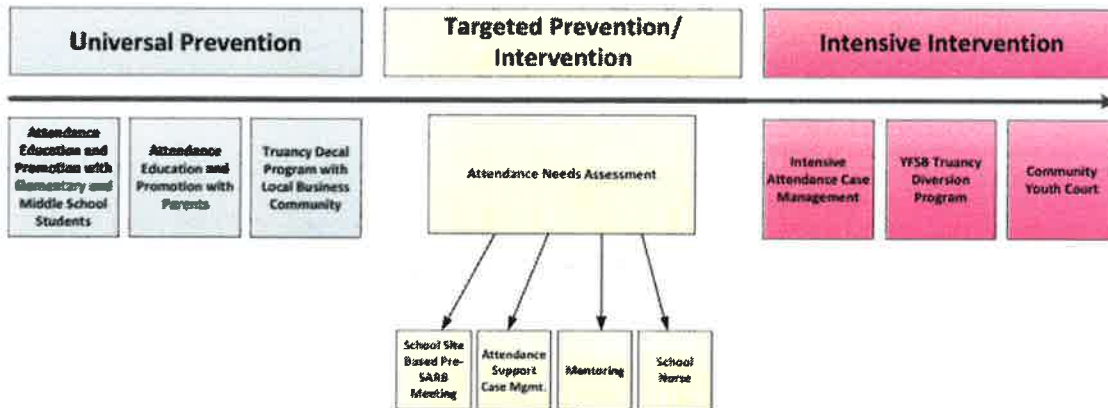 Universal Prevention
Targeted Prevention/
Intervention
Intensive Intervention
Attendance
Education and
Promotion with
Elementary and
Middle School
Students
Attendance
Education and
Promotion with
Parents
Truancy Decal
Program with
Local Business
Community
Attendance Needs Assessment
Intensive
Attendance Case
Management
YFSB Truancy
Diversion
Program
Community
Youth Court
School Site
Based Pre-
SARB
Meeting
Attendance
Support
Case Mgmt.
Mentoring
School
Nurse